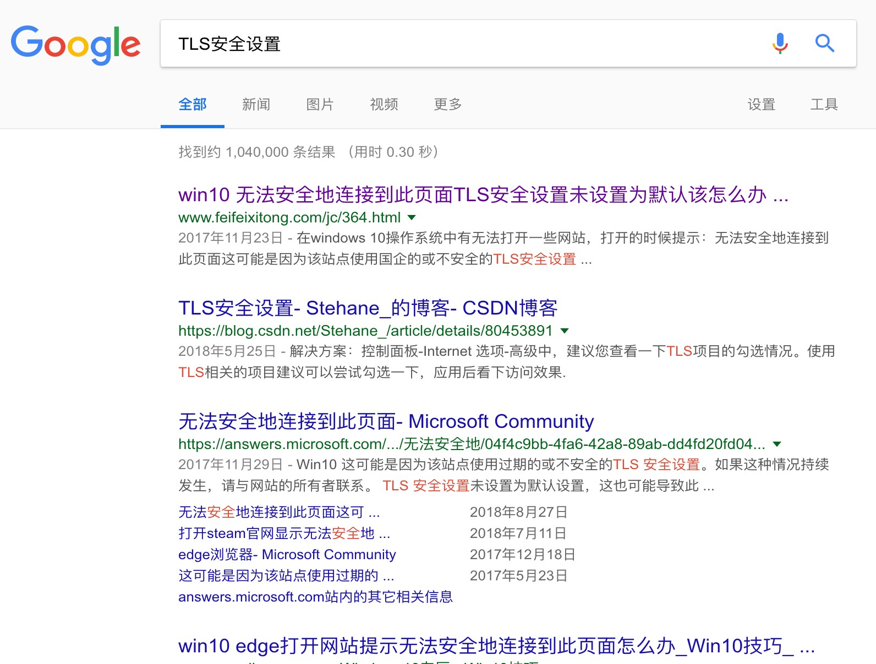 Google
TLS安全设置
全部 新闻 图片 视频 更多 设置 工具
找到约 1,040,000 条结果 （用时 0.30 秒）
win10 无法安全地连接到此页面TLS安全设置未设置为默认该怎么办 ...
www.feifeixitong.com/jc/364.html
2017年11月23日 - 在windows 10操作系统中有无法打开一些网站，打开的时候提示：无法安全地连接到
此页面这可能是因为该站点使用国企的或不安全的TLS安全设置 ...
TLS安全设置- Stehane_的博客- CSDN博客
https://blog.csdn.net/Stehane_/article/details/80453891
2018年5月25日 - 解决方案：控制面板-Internet 选项-高级中，建议您查看一下TLS项目的勾选情况。使用
TLS相关的项目建议可以尝试勾选一下，应用后看下访问效果.
无法安全地连接到此页面- Microsoft Community
https://answers.microsoft.com/.../无法安全地/04f4c9bb-4fa6-42a8-89ab-dd4fd20fd04...
2017年11月29日 - Win10 这可能是因为该站点使用过期的或不安全的TLS 安全设置。如果这种情况持续
发生，请与网站的所有者联系。 TLS 安全设置未设置为默认设置，这也可能导致此 ...
无法安全地连接到此页面这可 ... 2018年8月27日
打开steam官网显示无法安全地 ... 2018年7月11日
edge浏览器- Microsoft Community 2017年12月18日
这可能是因为该站点使用过期的 ... 2017年5月23日
answers.microsoft.com站内的其它相关信息
win10 edge打开网站提示无法安全地连接到此页面怎么办_Win10技巧_ ...